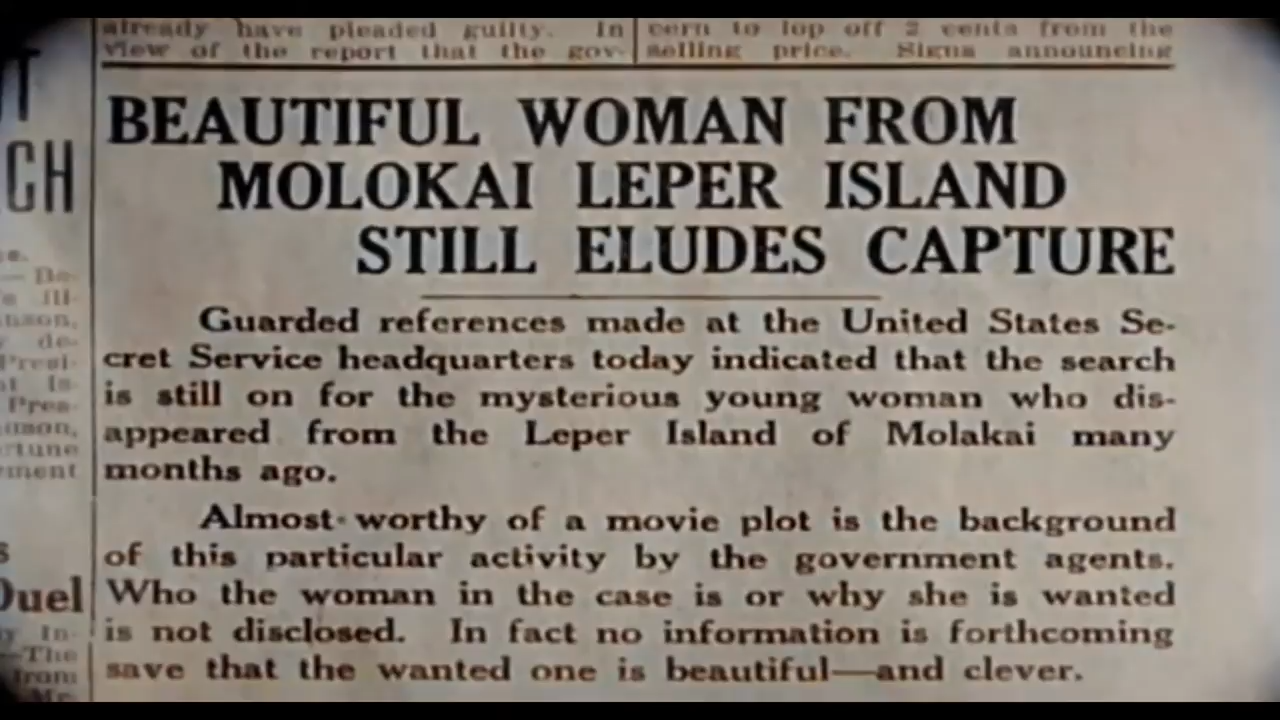 already have pleaded guilty. In
view of the report that the gov-
cern to lop off 2 cents from the
selling price. Signs announcing
CH
Duel
BEAUTIFUL WOMAN FROM
MOLOKAI LEPER ISLAND
STILL ELUDES CAPTURE
Guarded references made at the United States Se-
cret Service headquarters today indicated that the search
is still on for the mysterious young woman who dis-
appeared from the Leper Island of Molakai many
months ago.
Almost worthy of a movie plot is the background
of this particular activity by the government agents.
Who the woman in the case is or why she is wanted
is not disclosed. In fact no information is forthcoming
save that the wanted one is beautiful—and clever.